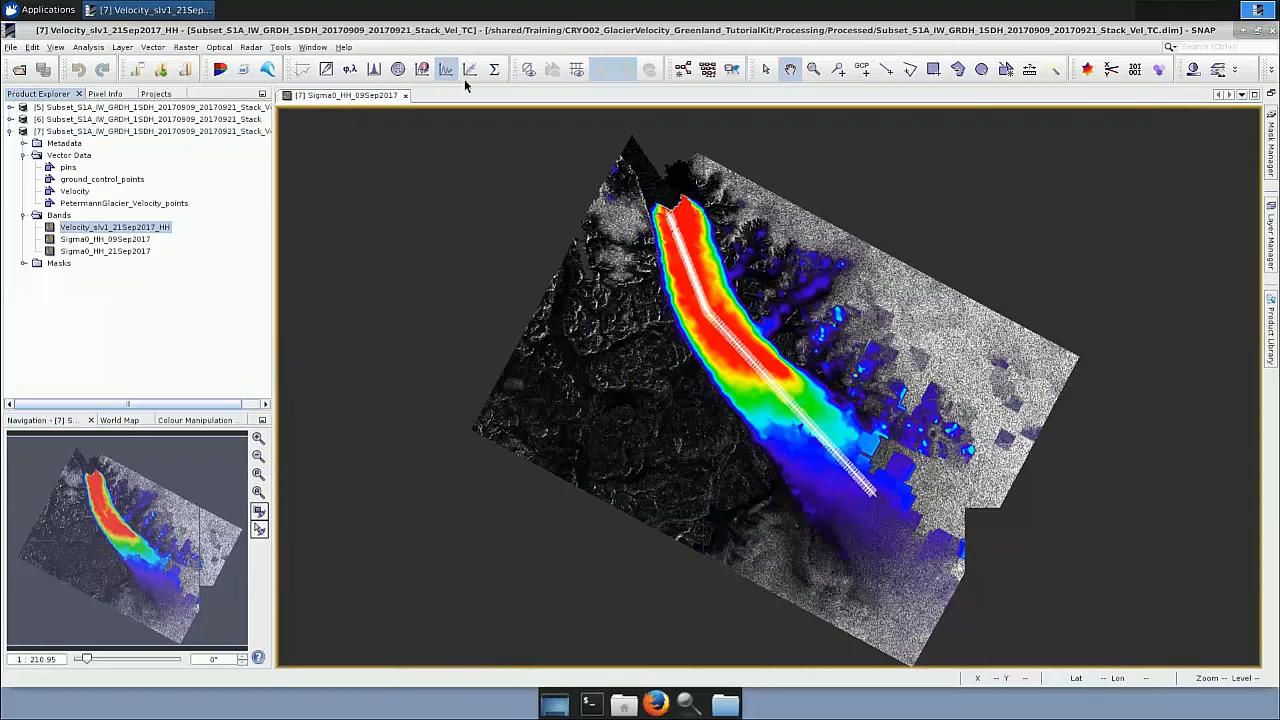 Applications
[7] Velocity_slv1_21Sep...
[7] Velocity_slv1_21Sep2017_HH - [Subset_S1A_IW_GRDH_1SDH_20170909_20170921_Stack_Vel_TC] - [/shared/Training/CRYO02_GlacierVelocity_Greenland_TutorialKit/Processing/Processed/Subset_S1A_IW_GRDH_1SDH_20170909_20170921_Stack_Vel_TC.dim] - SNAP
File Edit View Analysis Layer Vector Raster Optical Radar Tools Window Help
Search (Ctrl+I)
GCP
Product Explorer Pixel Info Projects
[7] Sigma0_HH_09Sep2017
[5] Subset_S1A_IW_GRDH_1SDH_20170909_20170921_Stack_V
[6] Subset_S1A_IW_GRDH_1SDH_20170909_20170921_Stack
[7] Subset_S1A_IW_GRDH_1SDH_20170909_20170921_Stack_V
Metadata
Vector Data
pins
ground_control_points
Velocity
PetermannGlacier_Velocity_points
Bands
Velocity_slv1_21Sep2017_HH
Sigma0_HH_09Sep2017
Sigma0_HH_21Sep2017
Masks
Mask Manager
Layer Manager
Product Library
Navigation - [7] S... World Map Colour Manipulation ...
1 : 210.95
0°
X -- Y -- Lat -- Lon -- Zoom -- Level --